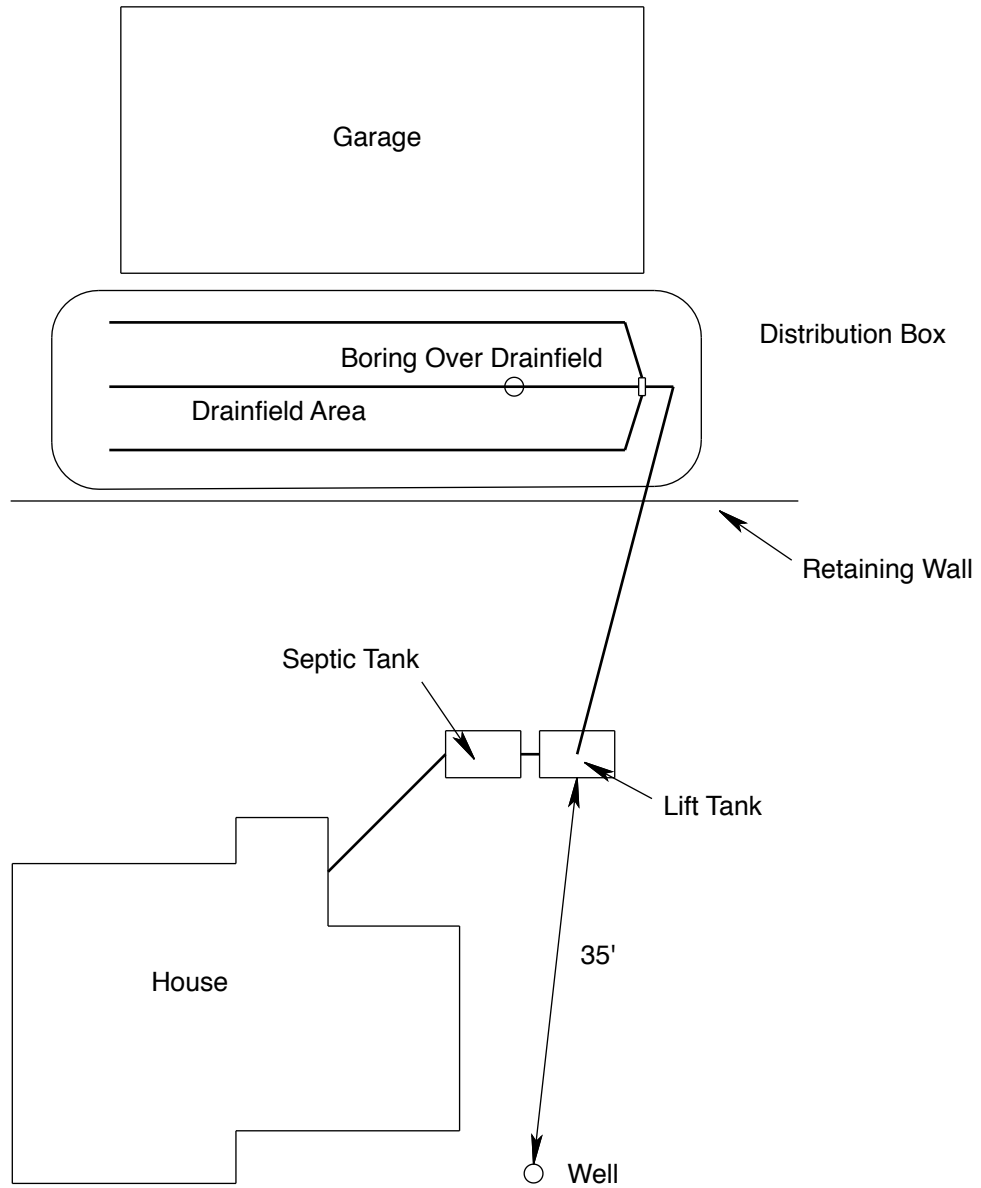 Garage
Distribution Box
Boring Over Drainfield
Drainfield Area
Retaining Wall
Septic Tank
Lift Tank
35'
House
Well